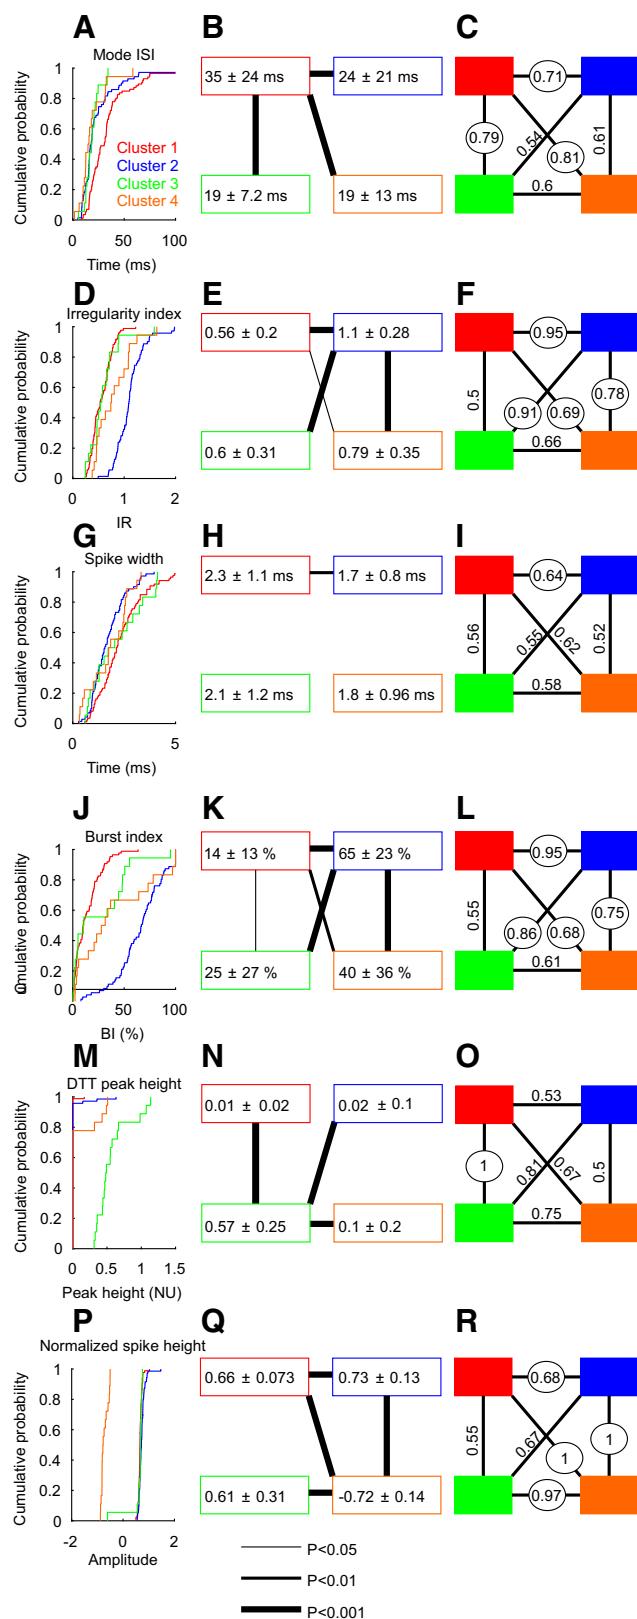 A B C
Mode ISI
Cumulative probability
1
0.8
0.6
0.4
0.2
0
Cluster 1
Cluster 2
Cluster 3
Cluster 4
0 50 100
Time (ms)
35 ± 24 ms 24 ± 21 ms
19 ± 7.2 ms 19 ± 13 ms
0.71
0.79 0.54 0.81 0.61
0.6
D E F
Irregularity index
Cumulative probability
1
0.8
0.6
0.4
0.2
0
0 1 2
IR
0.56 ± 0.2 1.1 ± 0.28
0.6 ± 0.31 0.79 ± 0.35
0.95
0.5 0.91 0.69 0.78
0.66
G H I
Spike width
Cumulative probability
1
0.8
0.6
0.4
0.2
0
0 5
Time (ms)
2.3 ± 1.1 ms 1.7 ± 0.8 ms
2.1 ± 1.2 ms 1.8 ± 0.96 ms
0.64
0.56 0.55 0.62 0.52
0.58
J K L
Burst index
Cumulative probability
1
0.8
0.6
0.4
0.2
0
0 50 100
BI (%)
14 ± 13 % 65 ± 23 %
25 ± 27 % 40 ± 36 %
0.95
0.55 0.86 0.68 0.75
0.61
M N O
DTT peak height
Cumulative probability
1
0.8
0.6
0.4
0.2
0
0 0.5 1 1.5
Peak height (NU)
0.01 ± 0.02 0.02 ± 0.1
0.57 ± 0.25 0.1 ± 0.2
0.53
1 0.81 0.67 0.5
0.75
P Q R
Normalized spike height
Cumulative probability
1
0.8
0.6
0.4
0.2
0
-2 0 2
Amplitude
0.66 ± 0.073 0.73 ± 0.13
0.61 ± 0.31 -0.72 ± 0.14
0.68
0.55 0.67 1 1
0.97
P<0.05
P<0.01
P<0.001